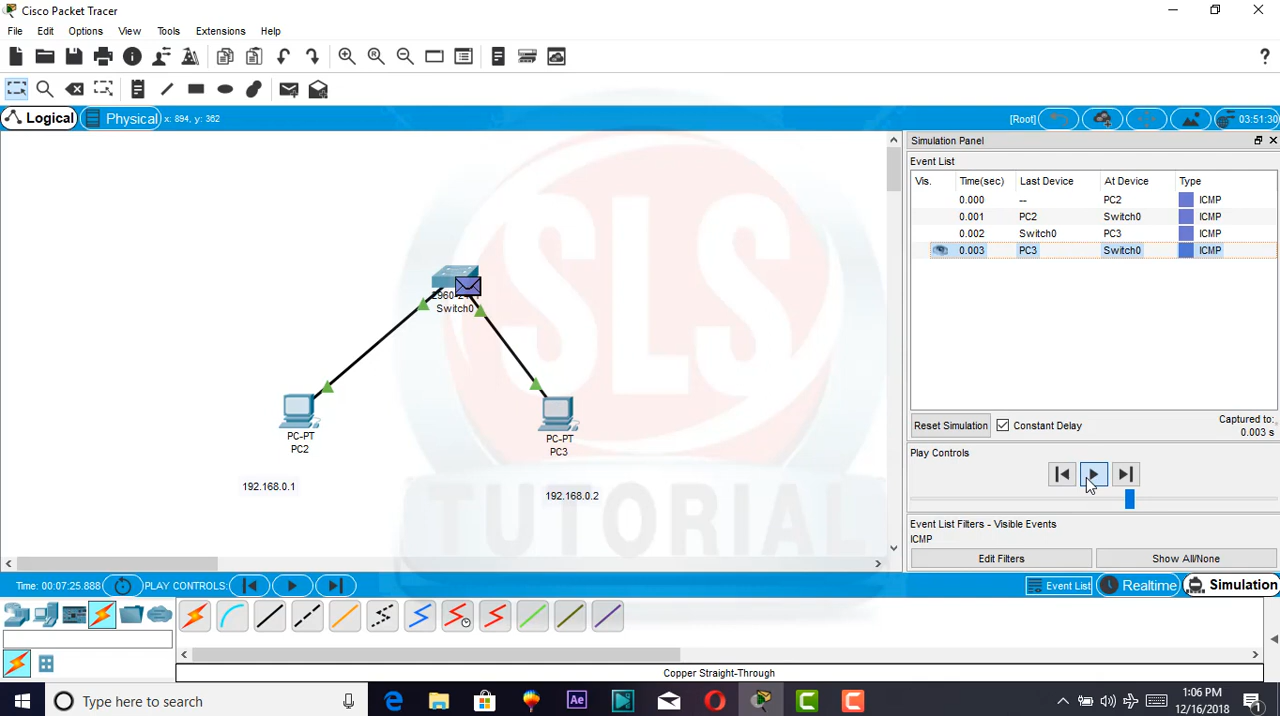 Cisco Packet Tracer
File Edit Options View Tools Extensions Help
Logical Physical x: 894, y: 362 [Root] 03:51:30
Simulation Panel
Event List
Vis. Time(sec) Last Device At Device Type
0.000 -- PC2 ICMP
0.001 PC2 Switch0 ICMP
0.002 Switch0 PC3 ICMP
0.003 PC3 Switch0 ICMP
Switch0
PC-PT
PC2
PC-PT
PC3
192.168.0.1
192.168.0.2
SLS
TUTORIAL
Reset Simulation Constant Delay Captured to:
0.003 s
Play Controls
Event List Filters - Visible Events
ICMP
Edit Filters Show All/None
Time: 00:07:25.888 PLAY CONTROLS: Event List Realtime Simulation
Copper Straight-Through
Type here to search
1:06 PM
12/16/2018
1